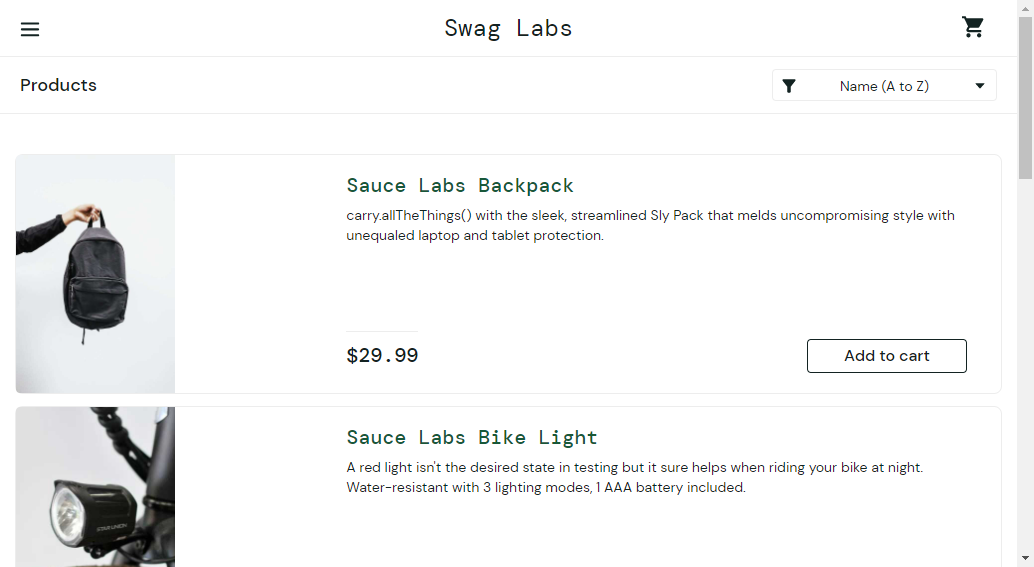 Swag Labs
Products
Name (A to Z)
Sauce Labs Backpack
carry.allTheThings() with the sleek, streamlined Sly Pack that melds uncompromising style with
unequaled laptop and tablet protection.
$29.99
Add to cart
Sauce Labs Bike Light
A red light isn't the desired state in testing but it sure helps when riding your bike at night.
Water-resistant with 3 lighting modes, 1 AAA battery included.